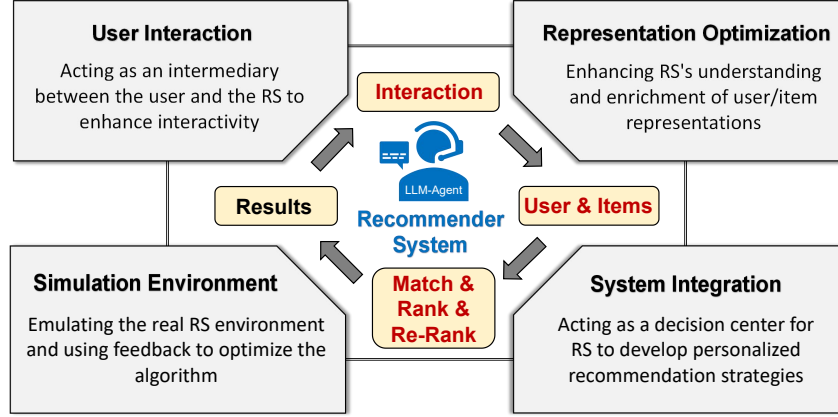 User Interaction
Acting as an intermediary
between the user and the RS to
enhance interactivity
Representation Optimization
Enhancing RS's understanding
and enrichment of user/item
representations
Interaction
LLM-Agent
Recommender
System
Results
User & Items
Match &
Rank &
Re-Rank
Simulation Environment
Emulating the real RS environment
and using feedback to optimize the
algorithm
System Integration
Acting as a decision center for
RS to develop personalized
recommendation strategies